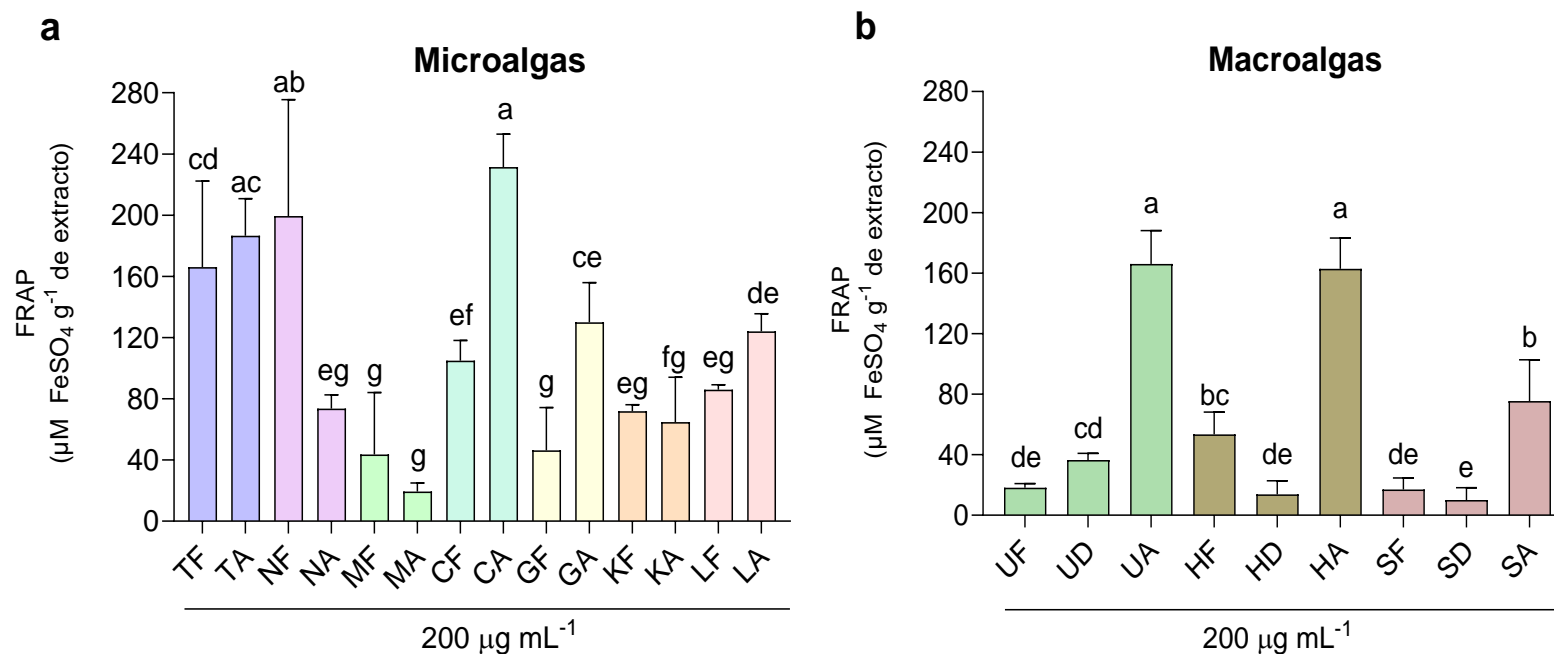 a
Microalgas
FRAP
(µM FeSO₄ g⁻¹ de extracto)
280
240
200
160
120
80
40
0
cd
ac
ab
eg
g
g
ef
a
g
ce
eg
fg
eg
de
TF
TA
NF
NA
MF
MA
CF
CA
GF
GA
KF
KA
LF
LA
200 µg mL⁻¹
b
Macroalgas
FRAP
(µM FeSO₄ g⁻¹ de extracto)
280
240
200
160
120
80
40
0
de
cd
a
bc
de
a
de
e
b
UF
UD
UA
HF
HD
HA
SF
SD
SA
200 µg mL⁻¹